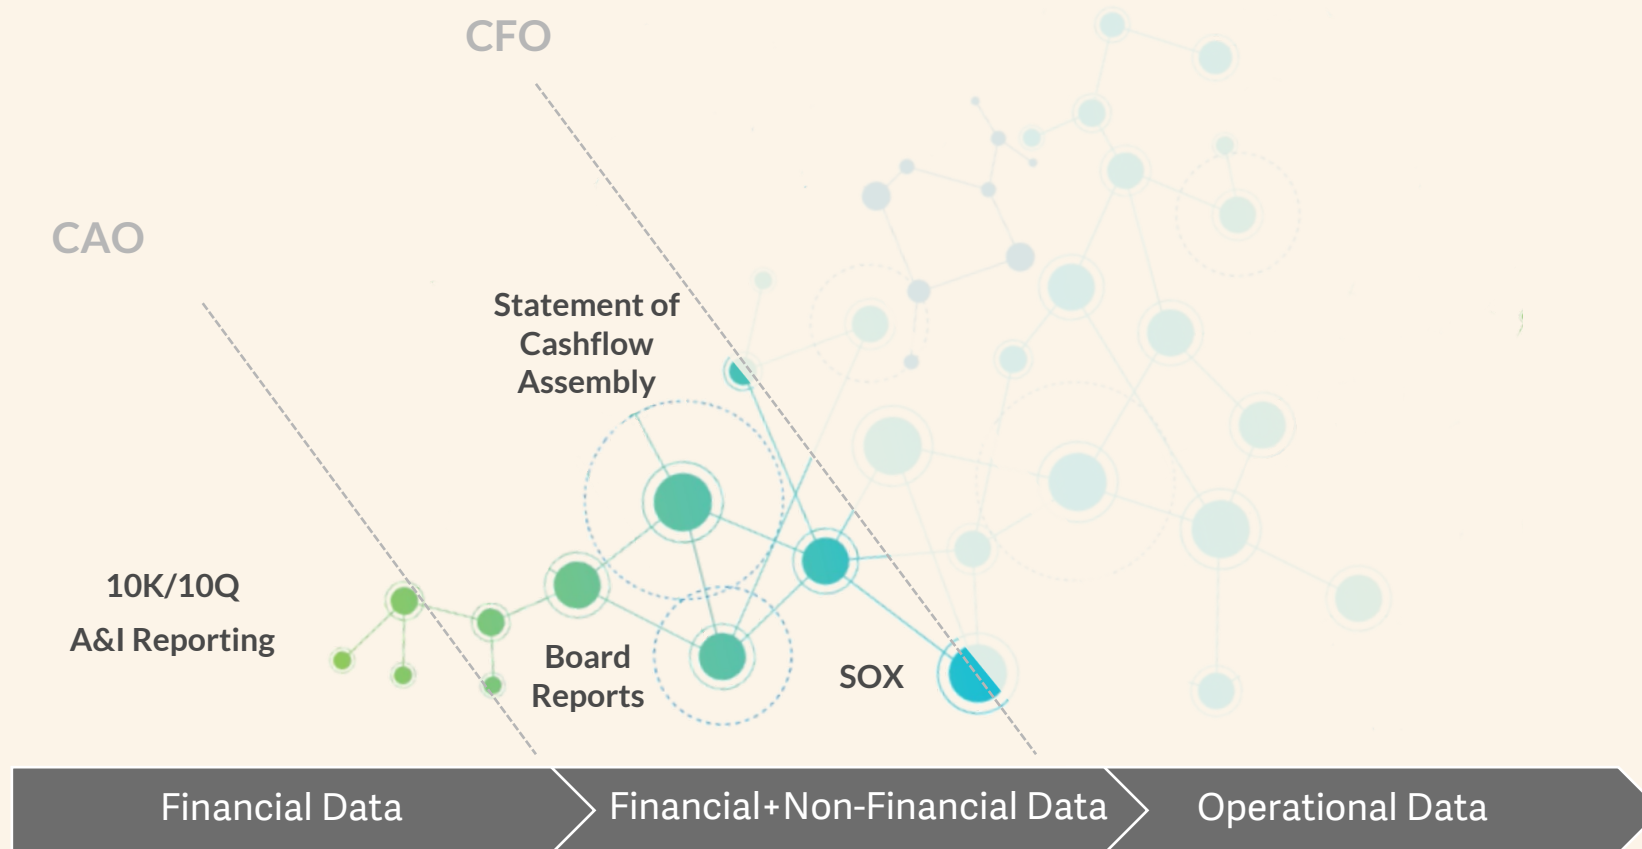 CFO
CAO
Statement of
Cashflow
Assembly
10K/10Q
A&I Reporting
Board
Reports
SOX
Financial Data
Financial+Non-Financial Data
Operational Data